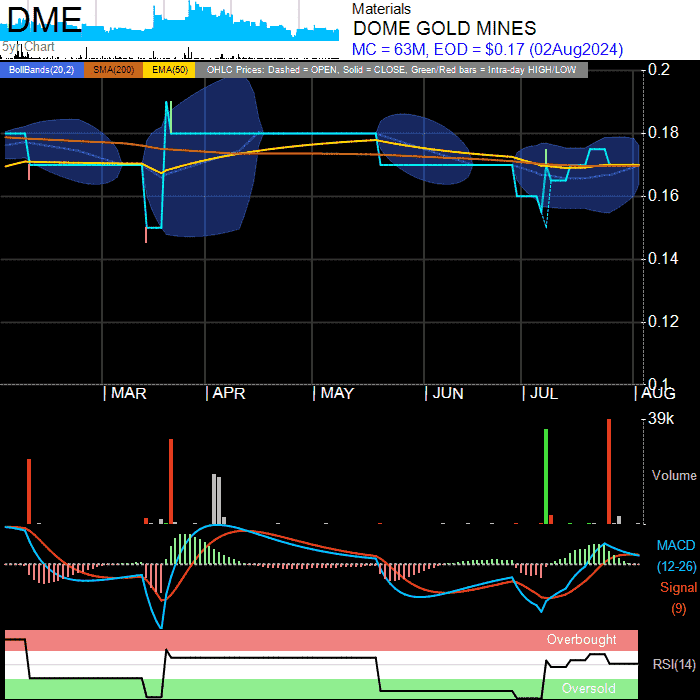 DME
5yr Chart
Materials
DOME GOLD MINES
MC = 63M, EOD = $0.17 (02Aug2024)
BollBands(20,2) SMA(200) EMA(50) OHLC Prices: Dashed = OPEN, Solid = CLOSE, Green/Red bars = Intra-day HIGH/LOW
0.2
0.18
0.16
0.14
0.12
0.1
MAR APR MAY JUN JUL AUG
39k
Volume
MACD
(12-26)
Signal
(9)
Overbought
RSI(14)
Oversold